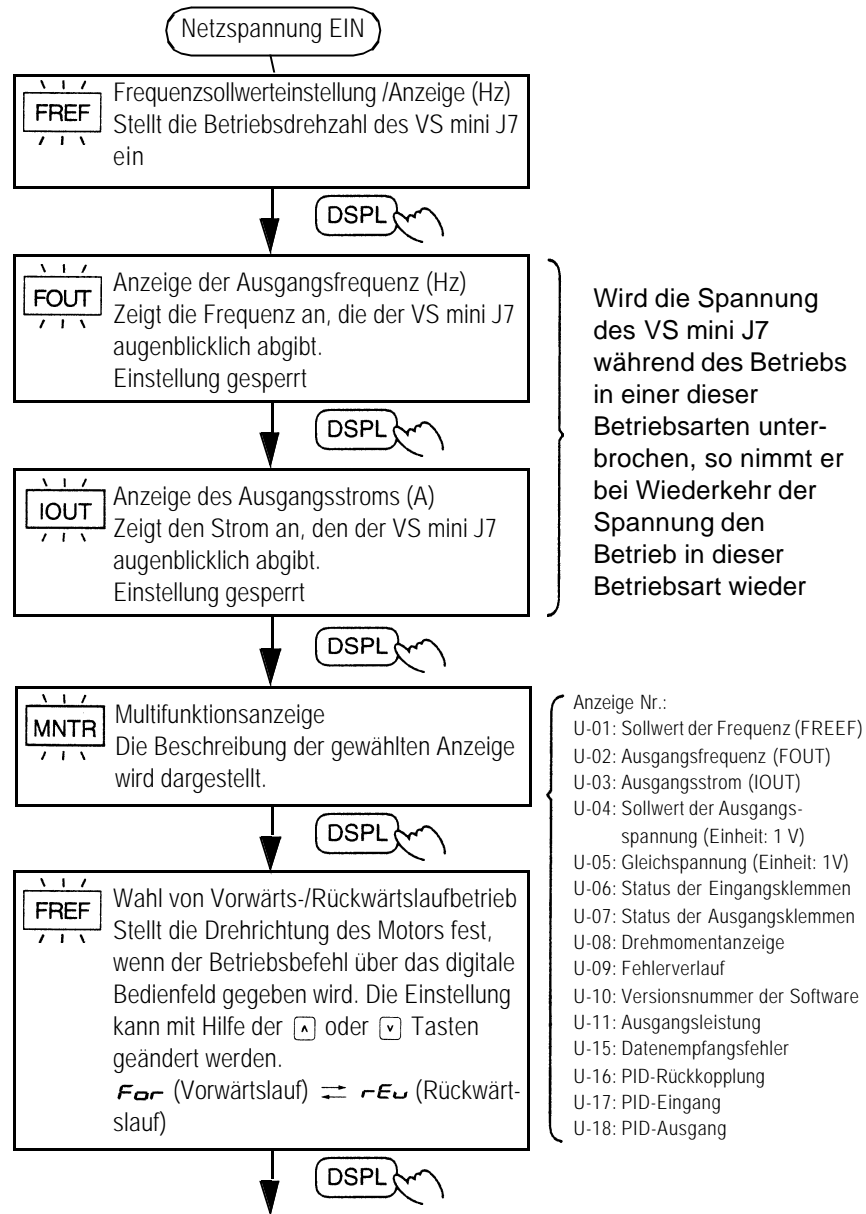 Netzspannung EIN
FREF
Frequenzsollwerteinstellung /Anzeige (Hz)
Stellt die Betriebsdrehzahl des VS mini J7
ein
DSPL
FOUT
Anzeige der Ausgangsfrequenz (Hz)
Zeigt die Frequenz an, die der VS mini J7
augenblicklich abgibt.
Einstellung gesperrt
DSPL
IOUT
Anzeige des Ausgangsstroms (A)
Zeigt den Strom an, den der VS mini J7
augenblicklich abgibt.
Einstellung gesperrt
Wird die Spannung
des VS mini J7
während des Betriebs
in einer dieser
Betriebsarten unter-
brochen, so nimmt er
bei Wiederkehr der
Spannung den
Betrieb in dieser
Betriebsart wieder
DSPL
MNTR
Multifunktionsanzeige
Die Beschreibung der gewählten Anzeige
wird dargestellt.
Anzeige Nr.:
U-01: Sollwert der Frequenz (FREEF)
U-02: Ausgangsfrequenz (FOUT)
U-03: Ausgangsstrom (IOUT)
U-04: Sollwert der Ausgangs-
spannung (Einheit: 1 V)
U-05: Gleichspannung (Einheit: 1V)
U-06: Status der Eingangsklemmen
U-07: Status der Ausgangsklemmen
U-08: Drehmomentanzeige
U-09: Fehlerverlauf
U-10: Versionsnummer der Software
U-11: Ausgangsleistung
U-15: Datenempfangsfehler
U-16: PID-Rückkopplung
U-17: PID-Eingang
U-18: PID-Ausgang
DSPL
FREF
Wahl von Vorwärts-/Rückwärtslaufbetrieb
Stellt die Drehrichtung des Motors fest,
wenn der Betriebsbefehl über das digitale
Bedienfeld gegeben wird. Die Einstellung
kann mit Hilfe der ∧ oder ∨ Tasten
geändert werden.
For (Vorwärtslauf) ⇄ rEv (Rückwärt-
slauf)
DSPL